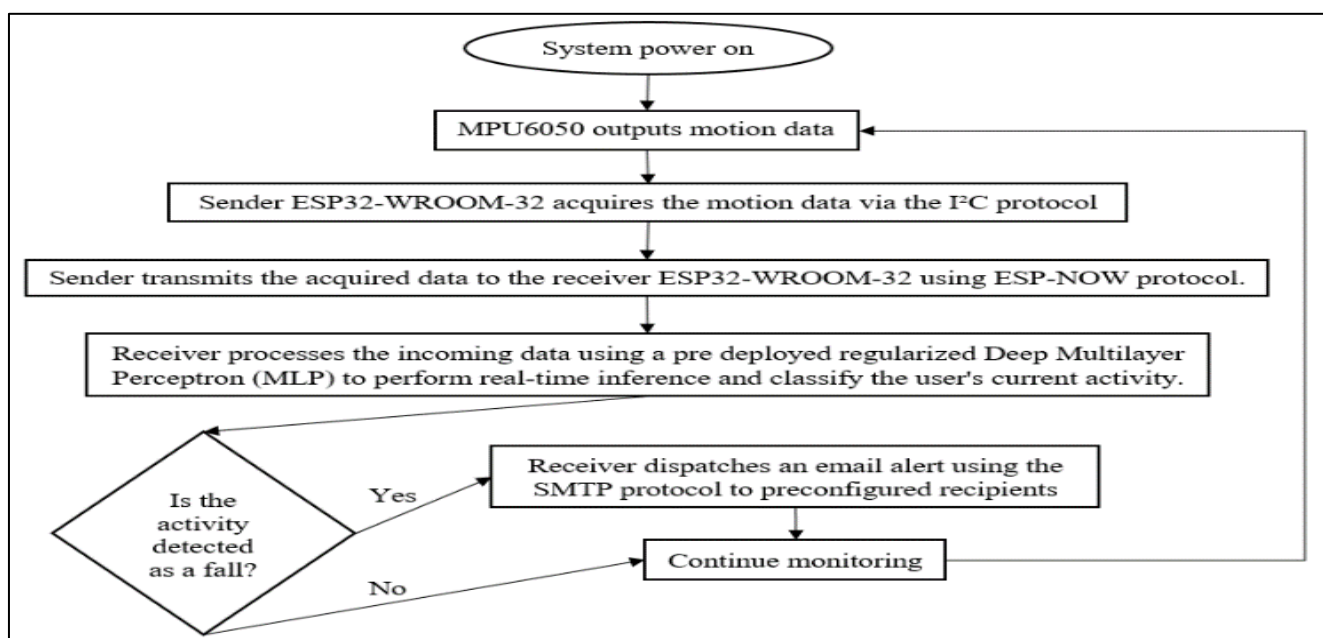 System power on
MPU6050 outputs motion data
Sender ESP32-WROOM-32 acquires the motion data via the I²C protocol
Sender transmits the acquired data to the receiver ESP32-WROOM-32 using ESP-NOW protocol.
Receiver processes the incoming data using a pre deployed regularized Deep Multilayer
Perceptron (MLP) to perform real-time inference and classify the user's current activity.
Is the
activity
detected
as a fall?
Yes
Receiver dispatches an email alert using the
SMTP protocol to preconfigured recipients
No
Continue monitoring